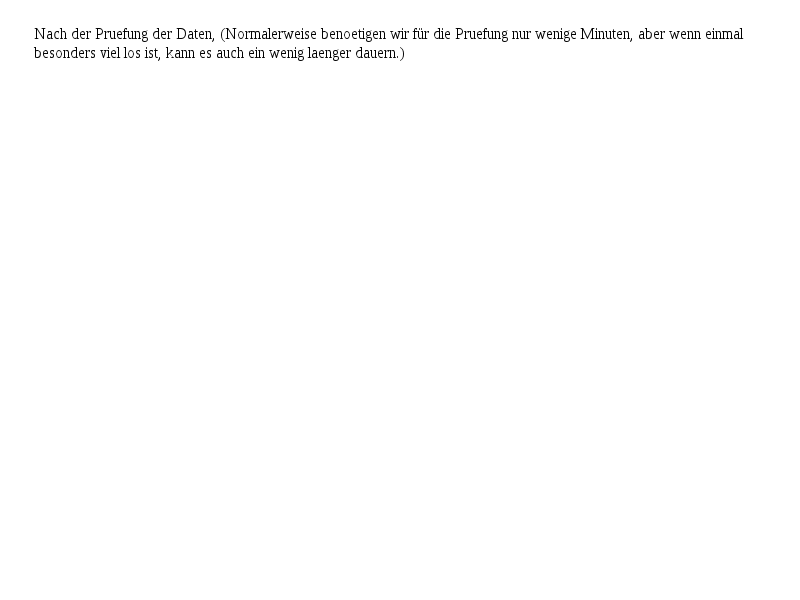 Nach der Pruefung der Daten, (Normalerweise benoetigen wir für die Pruefung nur wenige Minuten, aber wenn einmal
besonders viel los ist, kann es auch ein wenig laenger dauern.)